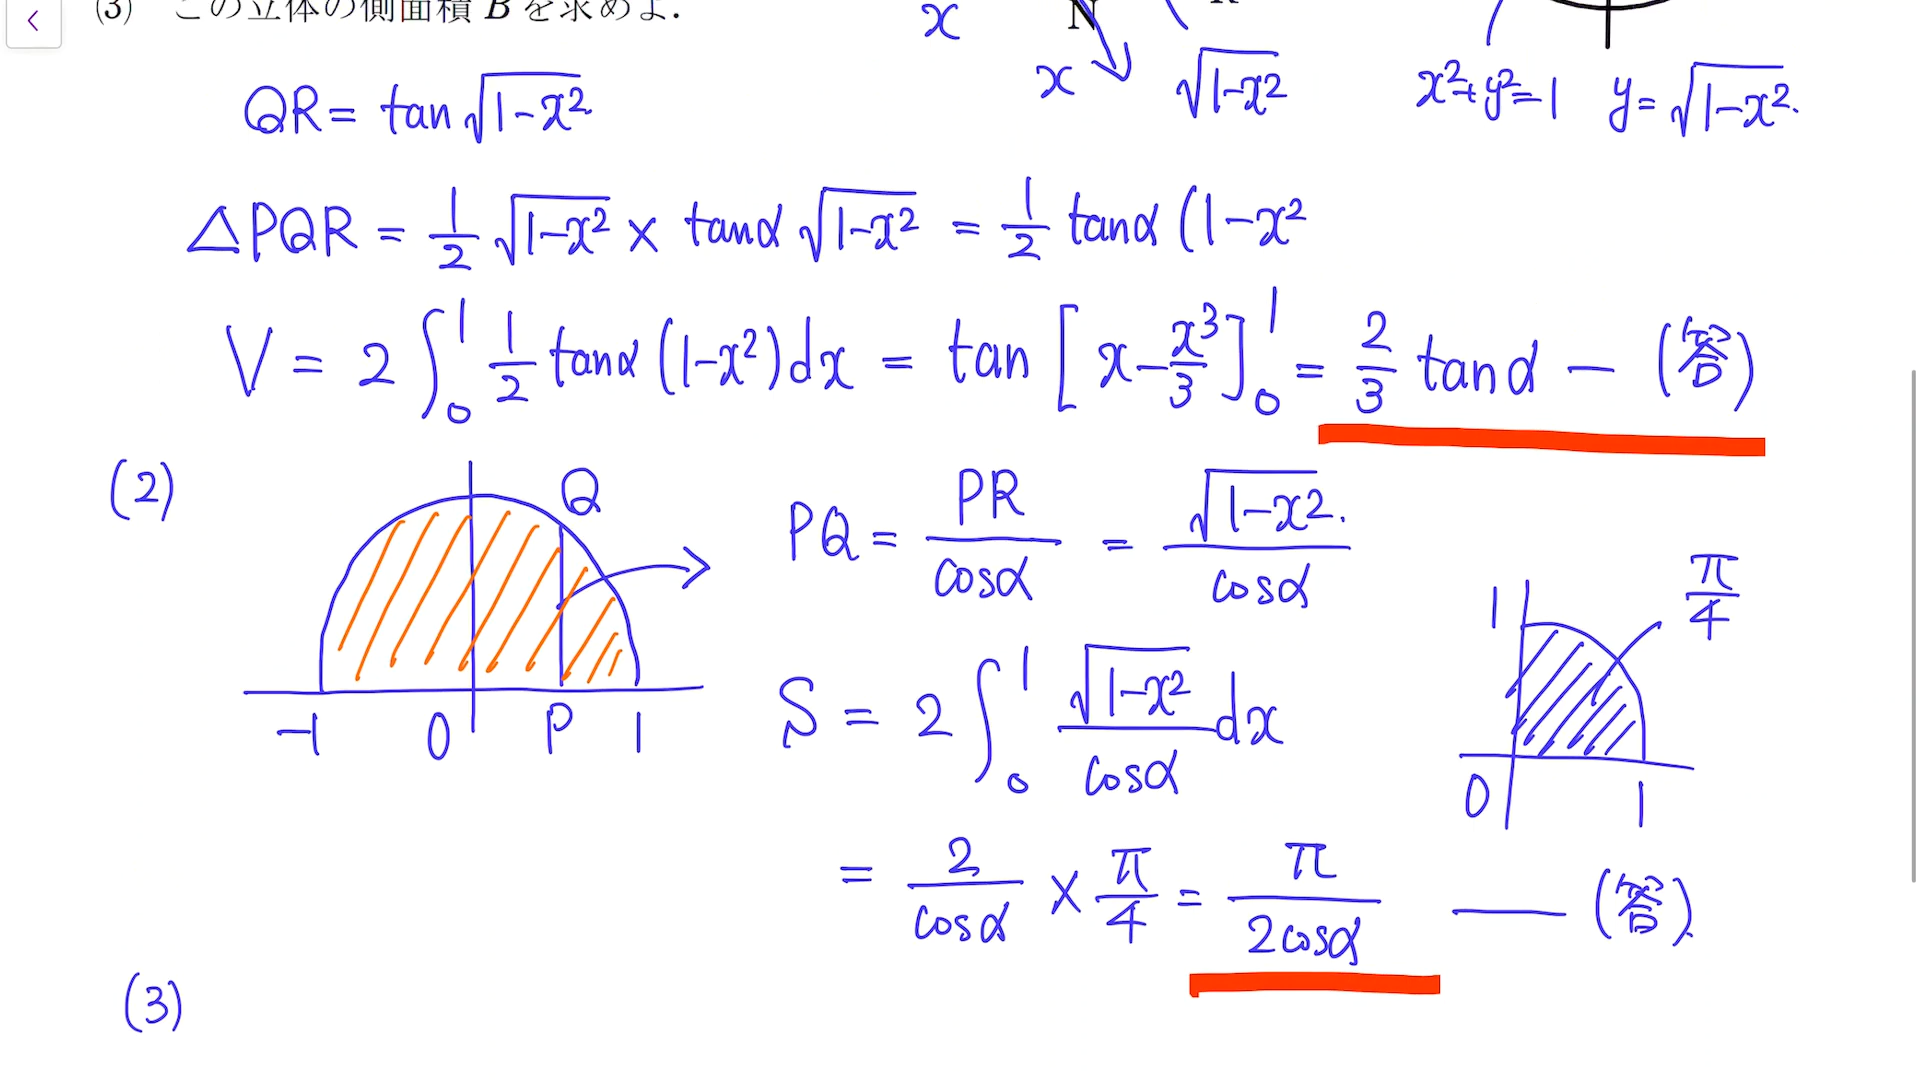 (3) この立体の側面積 B を求めよ.
x N
x √1-x² x²+y²=1 y=√1-x².
QR = tan√1-x²
△PQR = 1/2 √1-x² × tanα √1-x² = 1/2 tanα (1-x²
V = 2∫₀¹ 1/2 tanα (1-x²)dx = tan [x - x³/3]₀¹ = 2/3 tanα — (答)
(2) Q PQ = PR/cosα = √1-x²./cosα
-1 0 P 1
S = 2∫₀¹ √1-x²/cosα dx
1 π/4
0 1
= 2/cosα × π/4 = π/2cosα — (答)
(3)